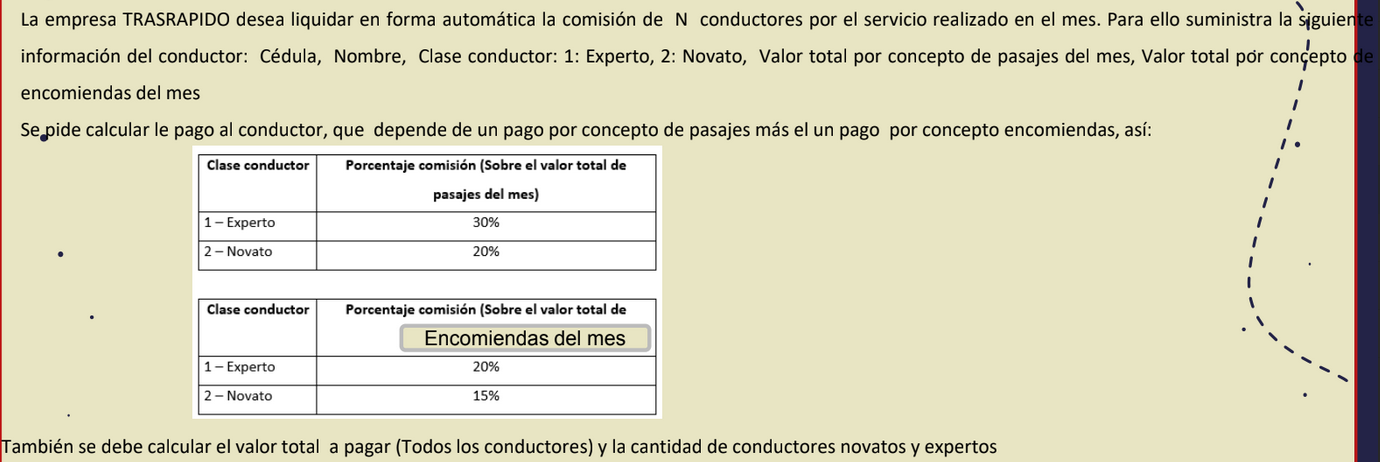 La empresa TRASRAPIDO desea liquidar en forma automática la comisión de N conductores por el servicio realizado en el mes. Para ello suministra la siguiente
información del conductor: Cédula, Nombre, Clase conductor: 1: Experto, 2: Novato, Valor total por concepto de pasajes del mes, Valor total por concepto de
encomiendas del mes
Se pide calcular le pago al conductor, que depende de un pago por concepto de pasajes más el un pago por concepto encomiendas, así:
Clase conductor Porcentaje comisión (Sobre el valor total de
pasajes del mes)
1 – Experto 30%
2 – Novato 20%
Clase conductor Porcentaje comisión (Sobre el valor total de
Encomiendas del mes
1 – Experto 20%
2 – Novato 15%
También se debe calcular el valor total a pagar (Todos los conductores) y la cantidad de conductores novatos y expertos